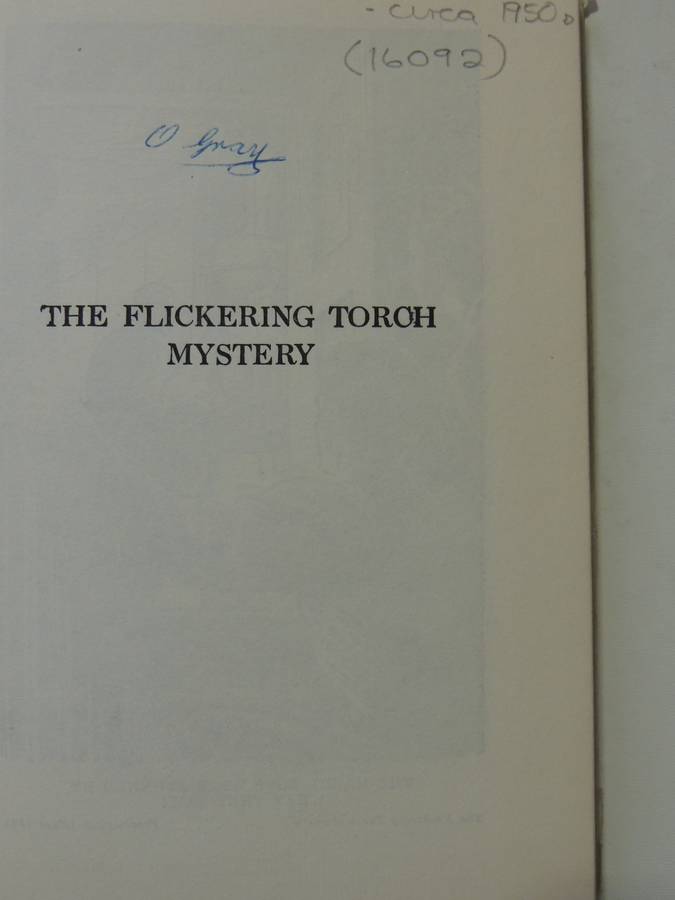 - circa 1950s
(16092)
O Gray
THE FLICKERING TORCH
MYSTERY